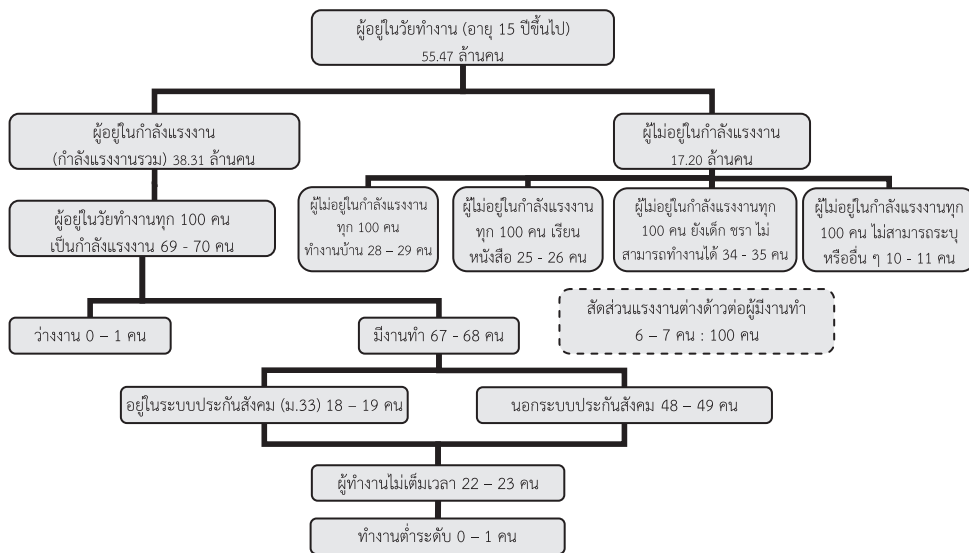 ผู้อยู่ในวัยทำงาน (อายุ 15 ปีขึ้นไป)
55.47 ล้านคน
ผู้อยู่ในกำลังแรงงาน
(กำลังแรงงานรวม) 38.31 ล้านคน
ผู้ไม่อยู่ในกำลังแรงงาน
17.20 ล้านคน
ผู้อยู่ในวัยทำงานทุก 100 คน
เป็นกำลังแรงงาน 69 - 70 คน
ผู้ไม่อยู่ในกำลังแรงงาน
ทุก 100 คน
ทำงานบ้าน 28 – 29 คน
ผู้ไม่อยู่ในกำลังแรงงาน
ทุก 100 คน เรียน
หนังสือ 25 - 26 คน
ผู้ไม่อยู่ในกำลังแรงงานทุก
100 คน ยังเด็ก ชรา ไม่
สามารถทำงานได้ 34 - 35 คน
ผู้ไม่อยู่ในกำลังแรงงานทุก
100 คน ไม่สามารถระบุ
หรืออื่น ๆ 10 - 11 คน
ว่างงาน 0 – 1 คน
มีงานทำ 67 - 68 คน
สัดส่วนแรงงานต่างด้าวต่อผู้มีงานทำ
6 – 7 คน : 100 คน
อยู่ในระบบประกันสังคม (ม.33) 18 – 19 คน
นอกระบบประกันสังคม 48 – 49 คน
ผู้ทำงานไม่เต็มเวลา 22 – 23 คน
ทำงานต่ำระดับ 0 – 1 คน